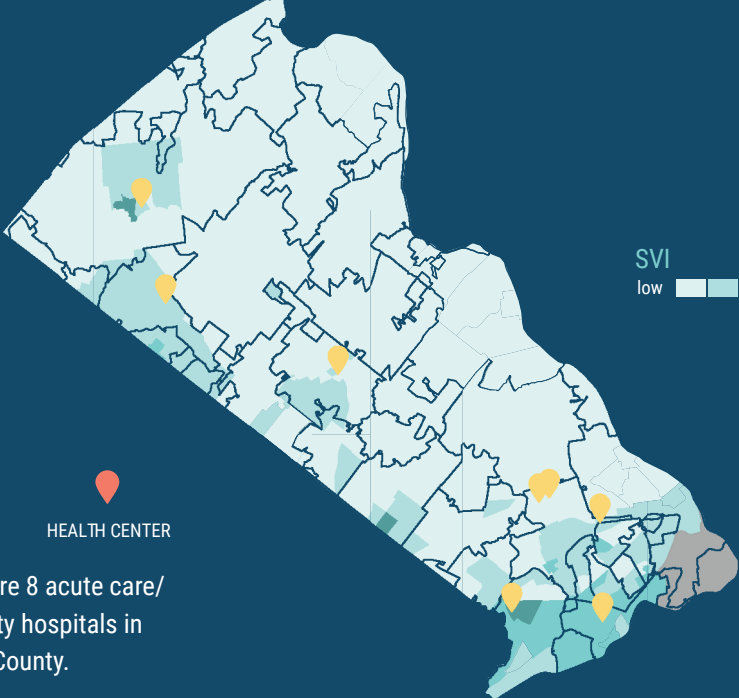 SVI
low
HEALTH CENTER
re 8 acute care/
ty hospitals in
County.